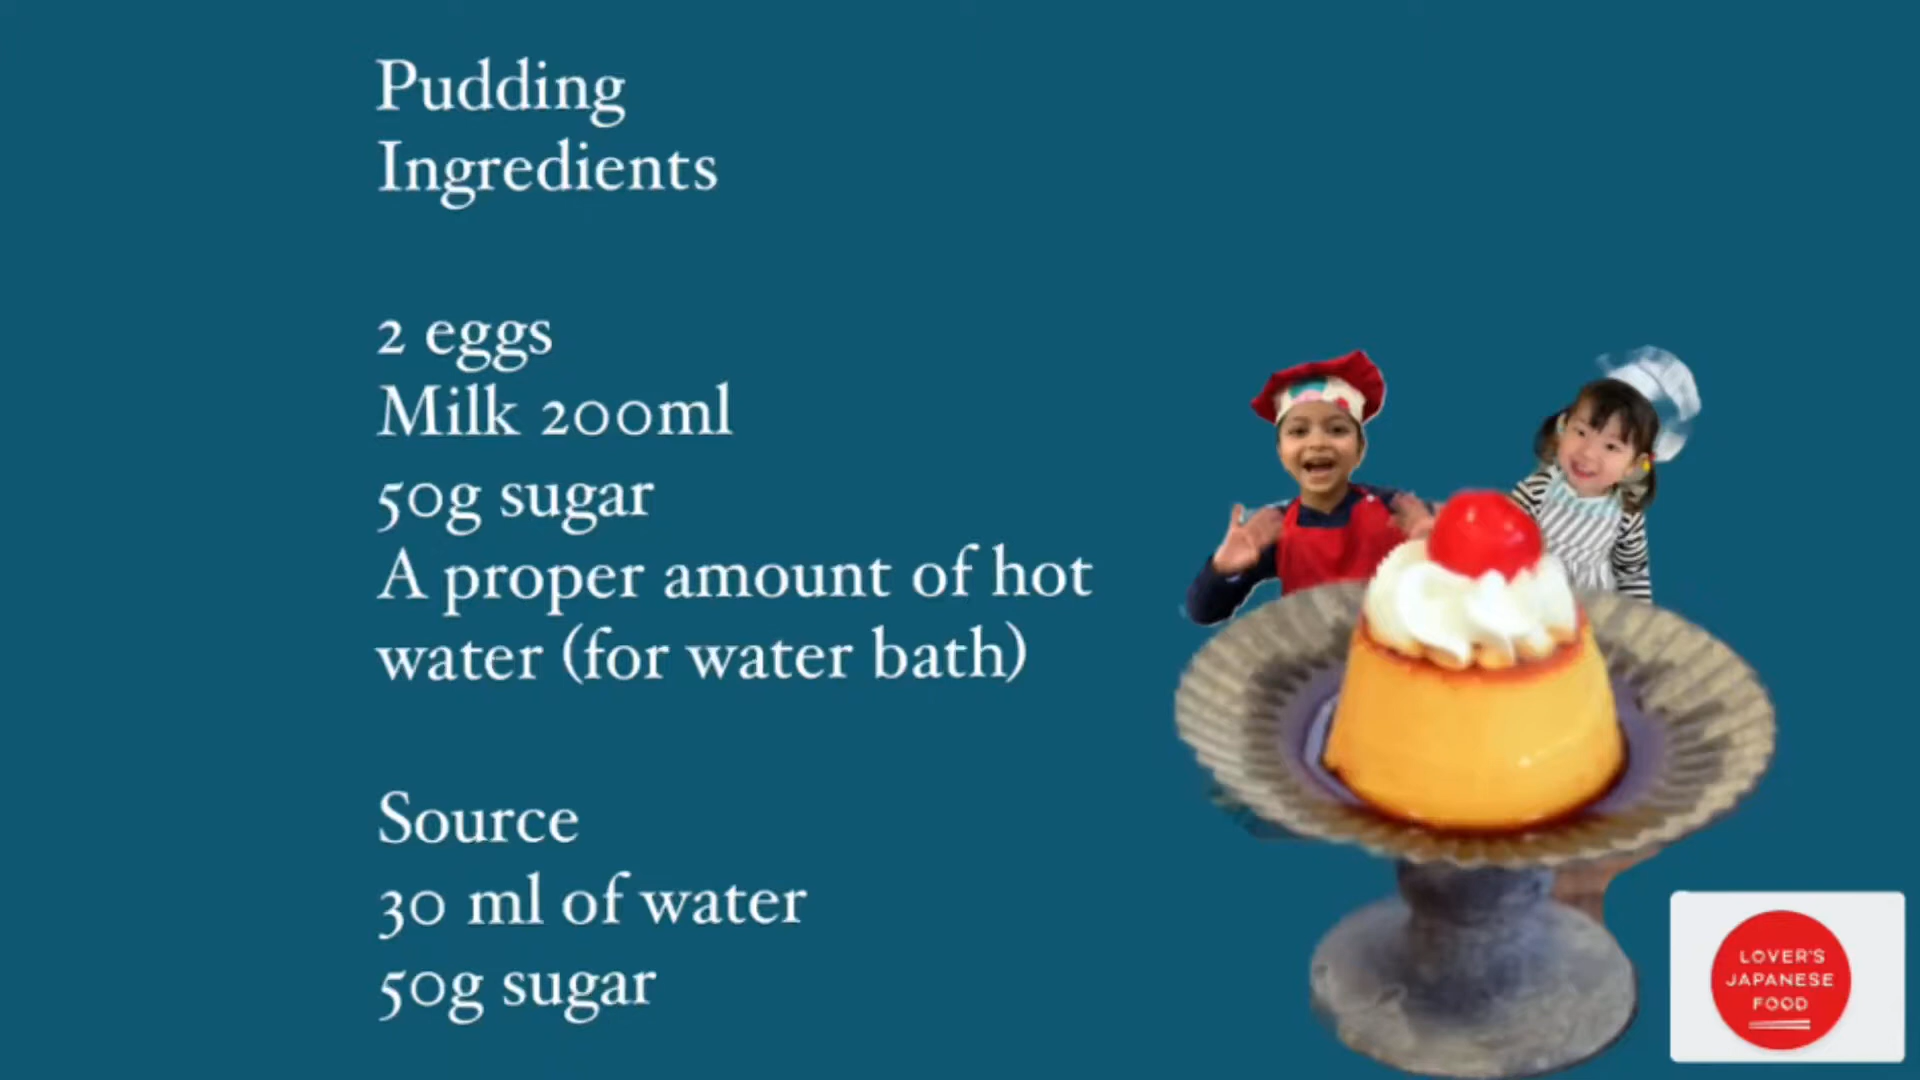 Pudding
Ingredients
2 eggs
Milk 200ml
50g sugar
A proper amount of hot
water (for water bath)
Source
30 ml of water
50g sugar
LOVER'S
JAPANESE
FOOD